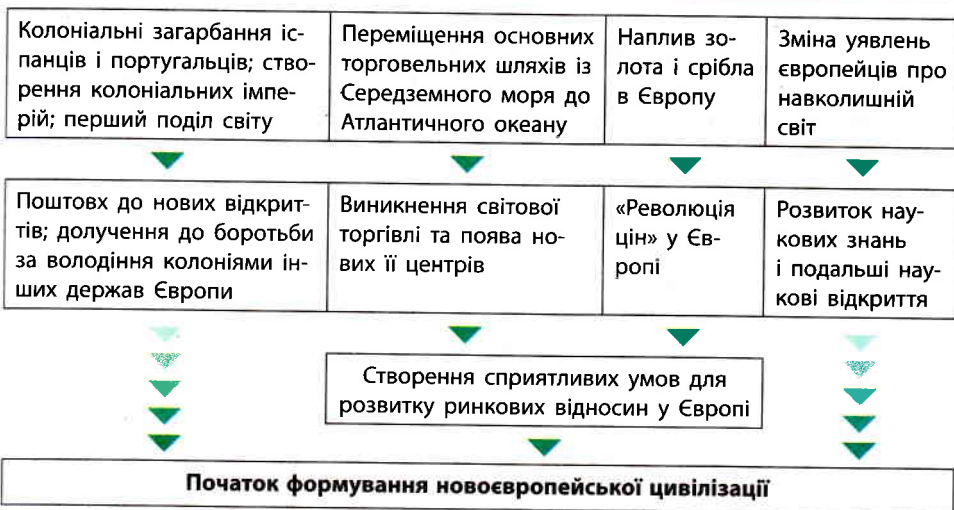 Колоніальні загарбання іс-
панців і португальців; ство-
рення колоніальних імпе-
рій; перший поділ світу
Переміщення основних
торговельних шляхів із
Середземного моря до
Атлантичного океану
Наплив зо-
лота і срібла
в Європу
Зміна уявлень
європейців про
навколишній
світ
Поштовх до нових відкрит-
тів; долучення до боротьби
за володіння колоніями ін-
ших держав Європи
Виникнення світової
торгівлі та поява но-
вих її центрів
«Революція
цін» у Єв-
ропі
Розвиток нау-
кових знань
і подальші нау-
кові відкриття
Створення сприятливих умов для
розвитку ринкових відносин у Європі
Початок формування новоєвропейської цивілізації